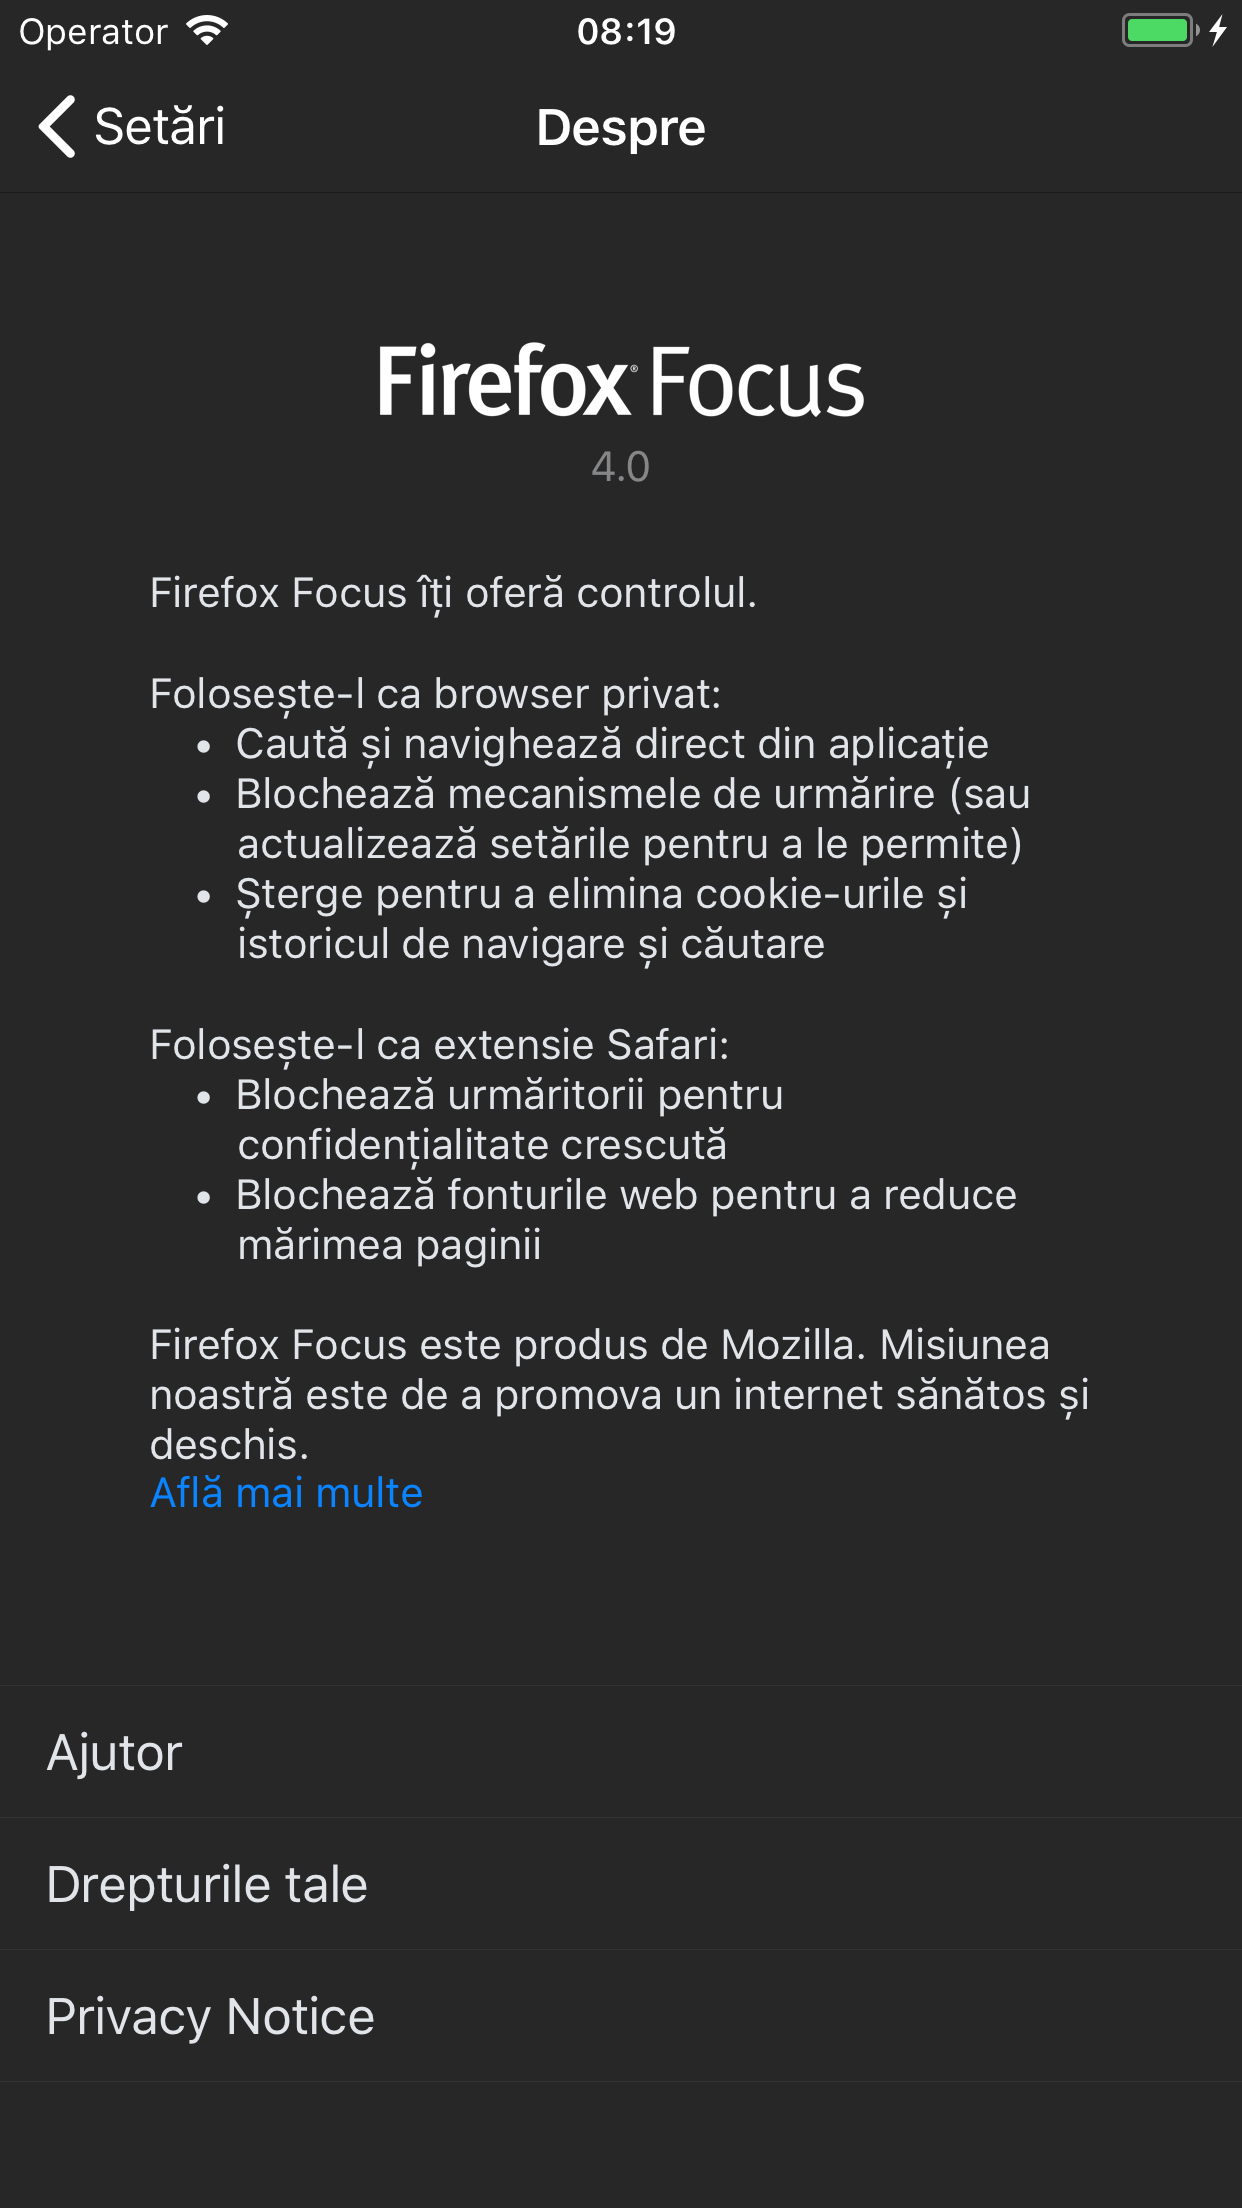 Operator 08:19
Setări Despre
Firefox® Focus
4.0
Firefox Focus îți oferă controlul.
Folosește-l ca browser privat:
• Caută și navighează direct din aplicație
• Blochează mecanismele de urmărire (sau
actualizează setările pentru a le permite)
• Șterge pentru a elimina cookie-urile și
istoricul de navigare și căutare
Folosește-l ca extensie Safari:
• Blochează urmăritorii pentru
confidențialitate crescută
• Blochează fonturile web pentru a reduce
mărimea paginii
Firefox Focus este produs de Mozilla. Misiunea
noastră este de a promova un internet sănătos și
deschis.
Află mai multe
Ajutor
Drepturile tale
Privacy Notice